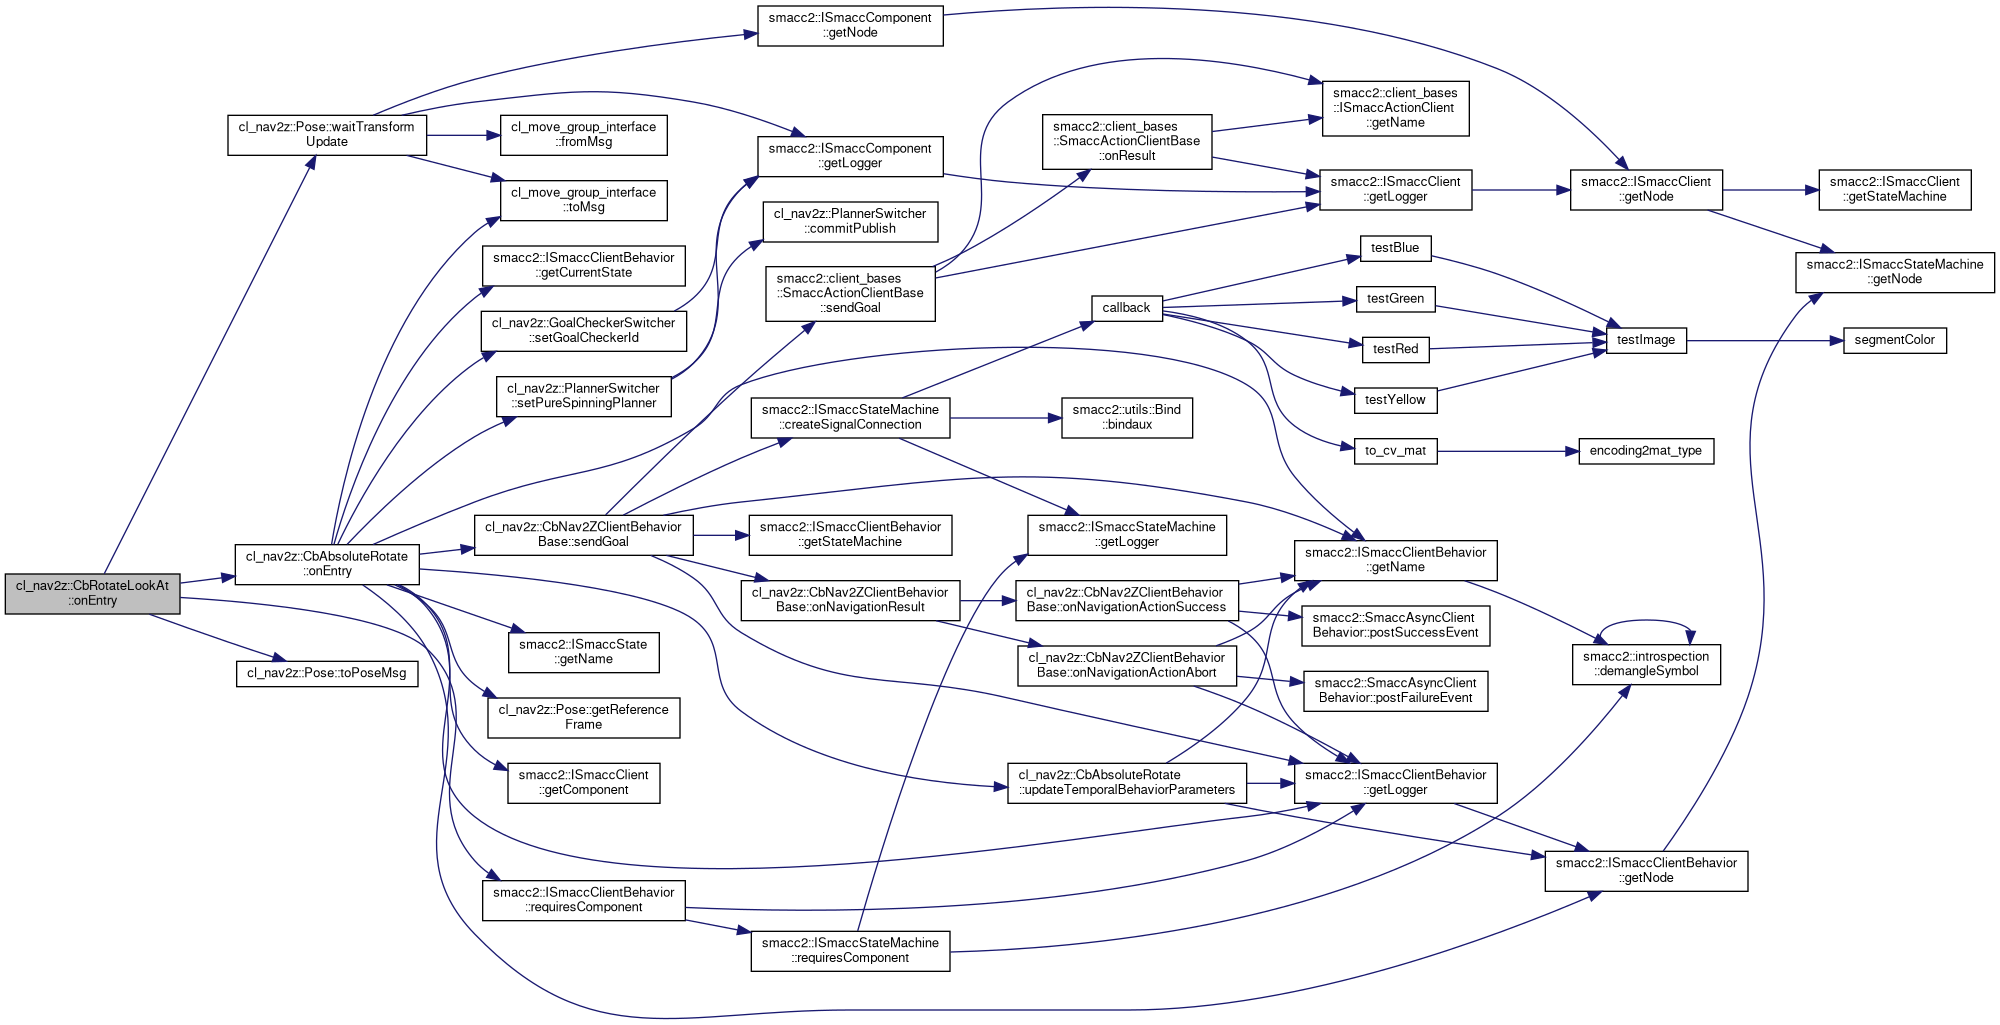 cl_nav2z::CbRotateLookAt
::onEntry
cl_nav2z::Pose::waitTransform
Update
cl_nav2z::CbAbsoluteRotate
::onEntry
cl_nav2z::Pose::toPoseMsg
cl_move_group_interface
::fromMsg
cl_move_group_interface
::toMsg
smacc2::ISmaccClientBehavior
::getCurrentState
cl_nav2z::GoalCheckerSwitcher
::setGoalCheckerId
cl_nav2z::PlannerSwitcher
::setPureSpinningPlanner
cl_nav2z::CbNav2ZClientBehavior
Base::sendGoal
smacc2::ISmaccState
::getName
cl_nav2z::Pose::getReference
Frame
smacc2::ISmaccClient
::getComponent
smacc2::ISmaccClientBehavior
::requiresComponent
smacc2::ISmaccComponent
::getNode
smacc2::ISmaccComponent
::getLogger
cl_nav2z::PlannerSwitcher
::commitPublish
smacc2::client_bases
::SmaccActionClientBase
::sendGoal
smacc2::ISmaccStateMachine
::createSignalConnection
smacc2::ISmaccClientBehavior
::getStateMachine
cl_nav2z::CbNav2ZClientBehavior
Base::onNavigationResult
smacc2::ISmaccStateMachine
::requiresComponent
smacc2::client_bases
::SmaccActionClientBase
::onResult
callback
smacc2::utils::Bind
::bindaux
smacc2::ISmaccStateMachine
::getLogger
cl_nav2z::CbNav2ZClientBehavior
Base::onNavigationActionSuccess
cl_nav2z::CbNav2ZClientBehavior
Base::onNavigationActionAbort
cl_nav2z::CbAbsoluteRotate
::updateTemporalBehaviorParameters
smacc2::client_bases
::ISmaccActionClient
::getName
smacc2::ISmaccClient
::getLogger
testBlue
testGreen
testRed
testYellow
to_cv_mat
smacc2::ISmaccClientBehavior
::getName
smacc2::SmaccAsyncClient
Behavior::postSuccessEvent
smacc2::SmaccAsyncClient
Behavior::postFailureEvent
smacc2::ISmaccClientBehavior
::getLogger
smacc2::ISmaccClient
::getNode
testImage
encoding2mat_type
smacc2::introspection
::demangleSymbol
smacc2::ISmaccClientBehavior
::getNode
smacc2::ISmaccClient
::getStateMachine
smacc2::ISmaccStateMachine
::getNode
segmentColor